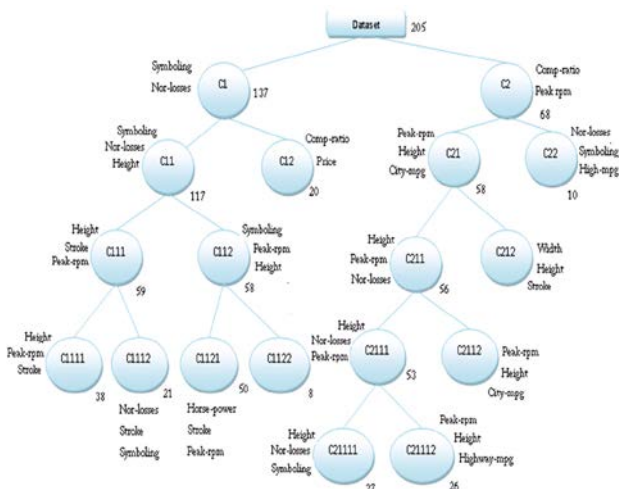 Dataset
205
Symboling
Nor-losses
C1
137
C2
Comp-ratio
Peak rpm
68
Symboling
Nor-losses
Height
C11
117
C12
Comp-ratio
Price
20
Peak-rpm
Height
City-mpg
C21
58
C22
Nor-losses
Symboling
High-mpg
10
Height
Stroke
Peak-rpm
C111
59
C112
Symboling
Peak-rpm
Height
58
Height
Peak-rpm
Nor-losses
C211
56
C212
Width
Height
Stroke
Height
Peak-rpm
Stroke
C1111
38
C1112
21
Nor-losses
Stroke
Symboling
C1121
50
Horse-power
Stroke
Peak-rpm
C1122
8
Height
Nor-losses
Peak-rpm
C2111
53
C2112
Peak-rpm
Height
City-mpg
Height
Nor-losses
Symboling
C21111
27
C21112
Peak-rpm
Height
Highway-mpg
26